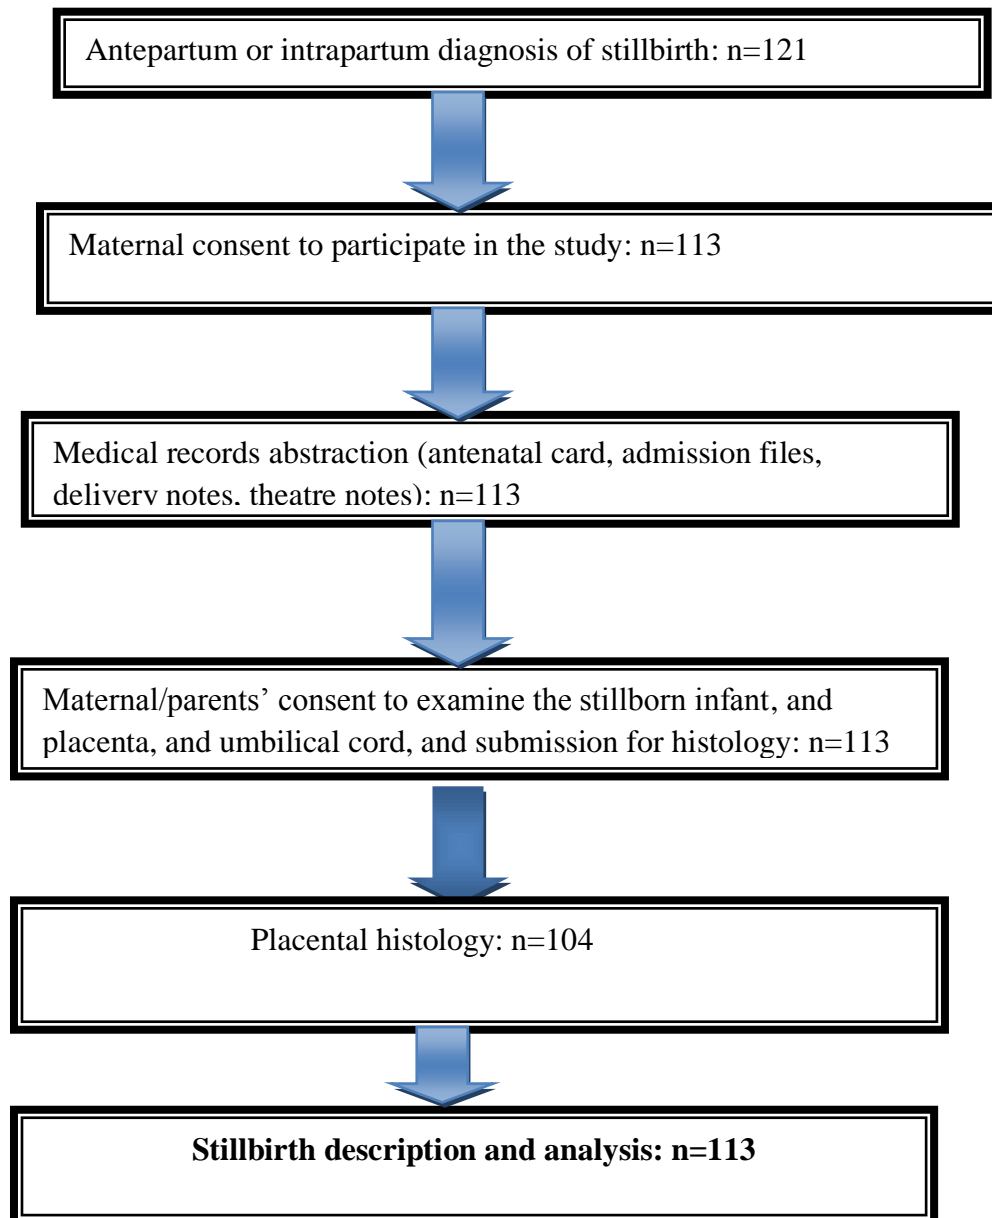 Antepartum or intrapartum diagnosis of stillbirth: n=121
Maternal consent to participate in the study: n=113
Medical records abstraction (antenatal card, admission files,
delivery notes, theatre notes): n=113
Maternal/parents’ consent to examine the stillborn infant, and
placenta, and umbilical cord, and submission for histology: n=113
Placental histology: n=104
Stillbirth description and analysis: n=113